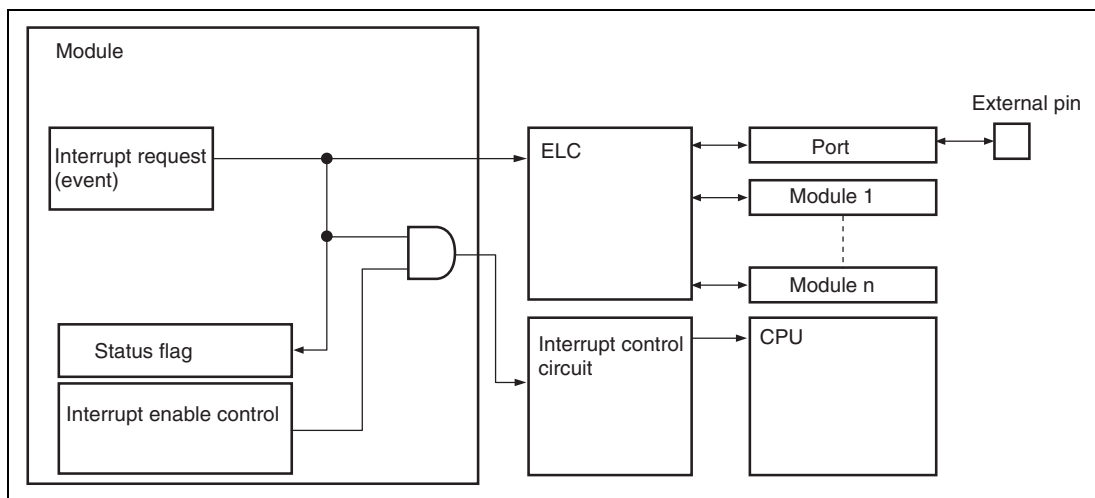 Module
External pin
Interrupt request
(event)
ELC
Port
Module 1
Module n
Status flag
Interrupt control
circuit
CPU
Interrupt enable control